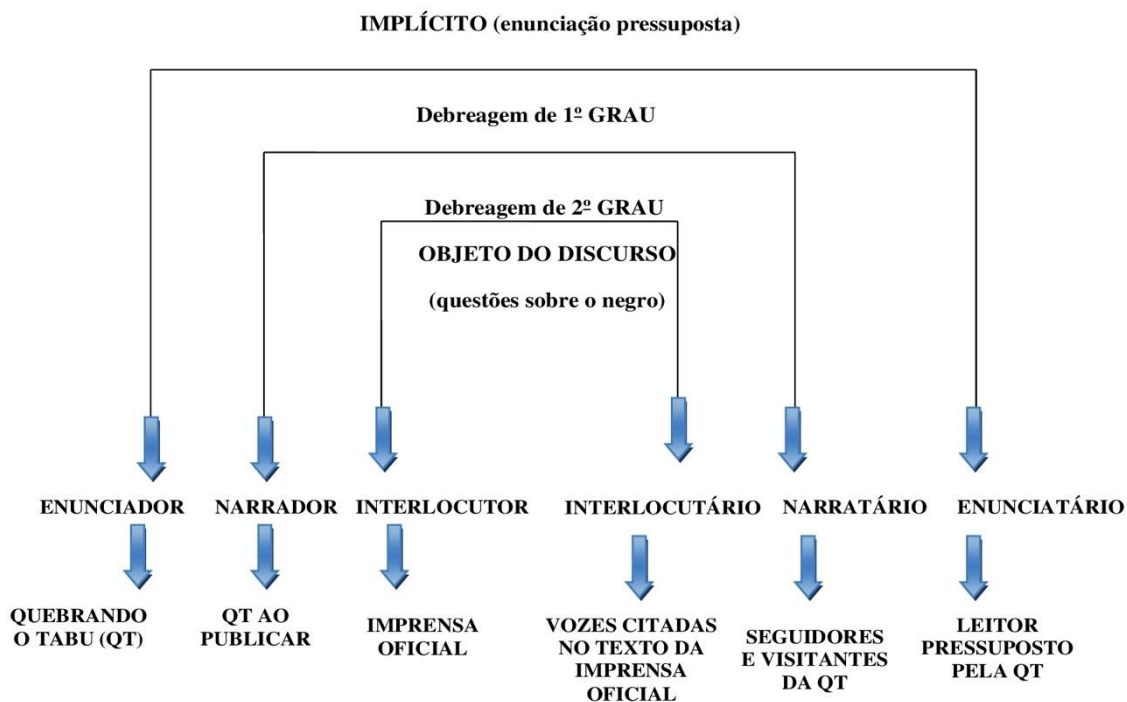 IMPLÍCITO (enunciação pressuposta)
Debreagem de 1º GRAU
Debreagem de 2º GRAU
OBJETO DO DISCURSO
(questões sobre o negro)
ENUNCIADOR
NARRADOR
INTERLOCUTOR
INTERLOCUTÁRIO
NARRATÁRIO
ENUNCIATÁRIO
QUEBRANDO
O TABU (QT)
QT AO
PUBLICAR
IMPRENSA
OFICIAL
VOZES CITADAS
NO TEXTO DA
IMPRENSA
OFICIAL
SEGUIDORES
E VISITANTES
DA QT
LEITOR
PRESSUPOSTO
PELA QT